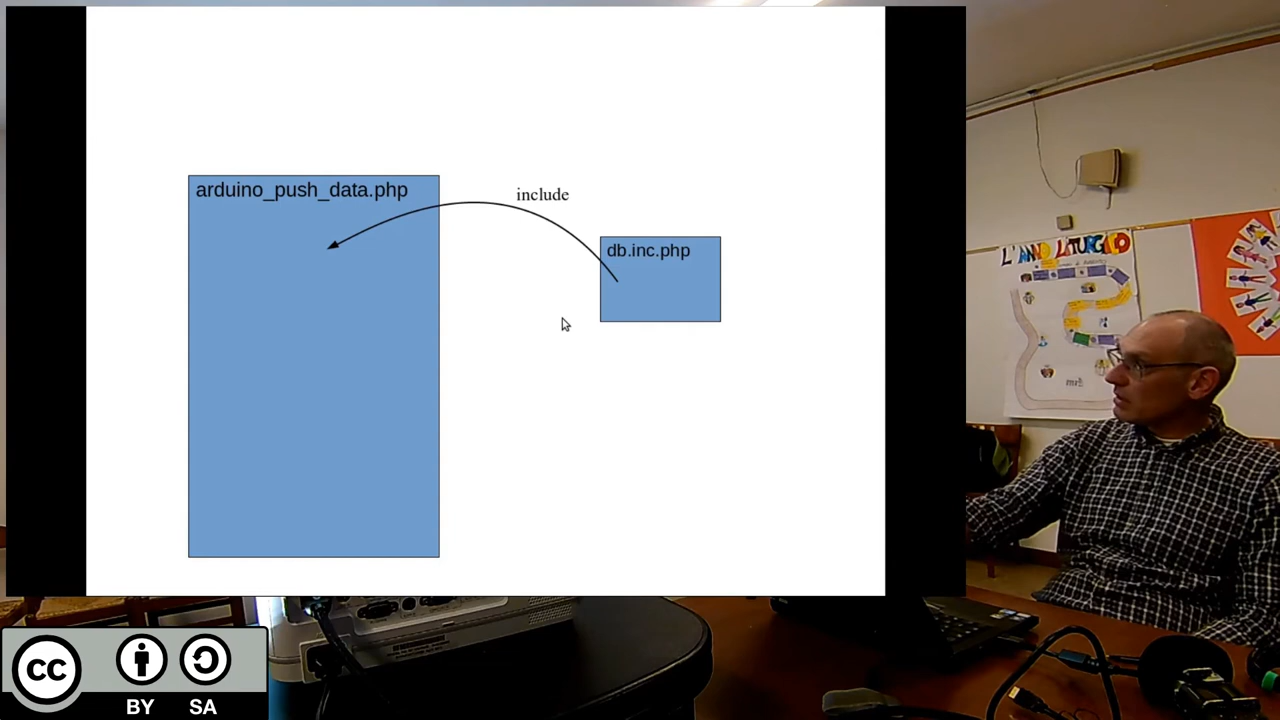 arduino_push_data.php
include
db.inc.php
L'ANNO LITURGICO
cc
BY SA